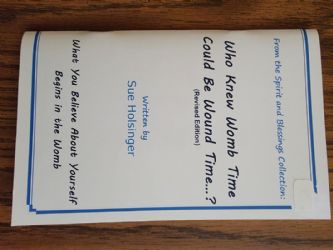 From the Spirit and Blessings Collection:
Who Knew Womb Time
Could Be Wound Time...?
(Revised Edition)
Written by
Sue Holsinger
What You Believe About Yourself
Begins in the Womb